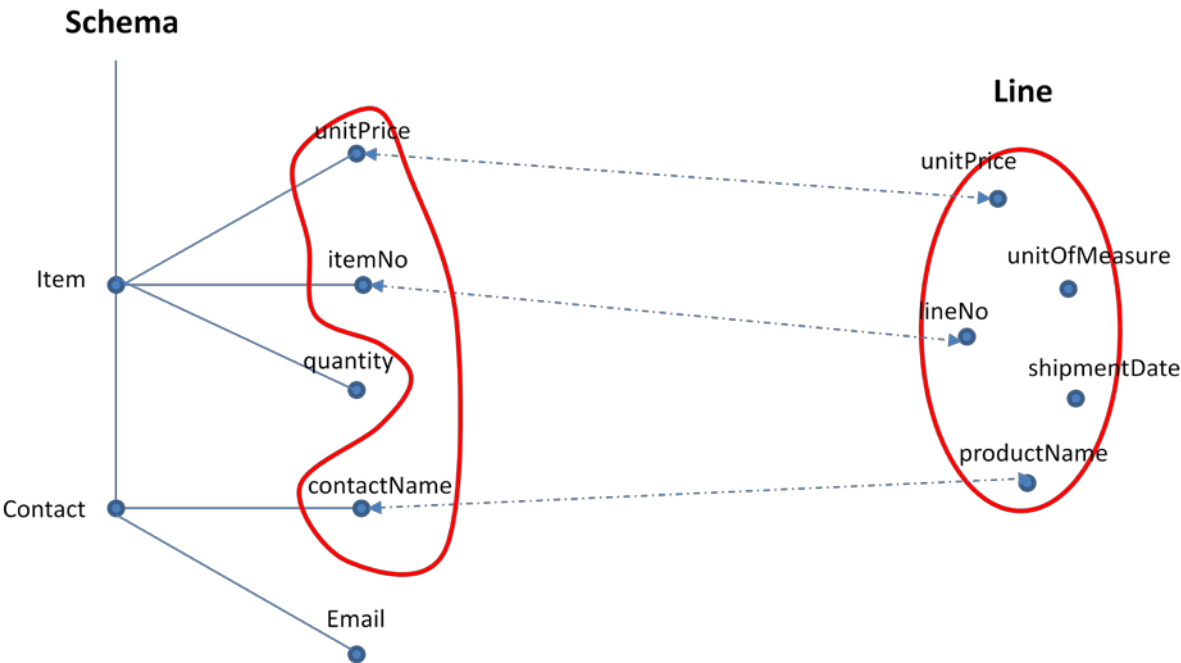 Schema
Line
unitPrice
unitPrice
Item
itemNo
unitOfMeasure
lineNo
quantity
shipmentDate
productName
Contact
contactName
Email